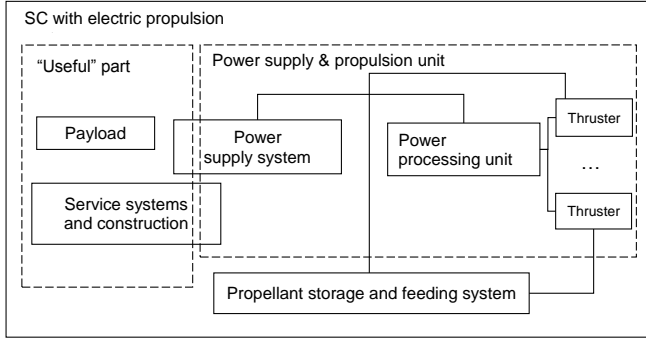 SC with electric propulsion
“Useful” part
Power supply & propulsion unit
Payload
Power
supply system
Power
processing unit
Thruster
...
Thruster
Service systems
and construction
Propellant storage and feeding system